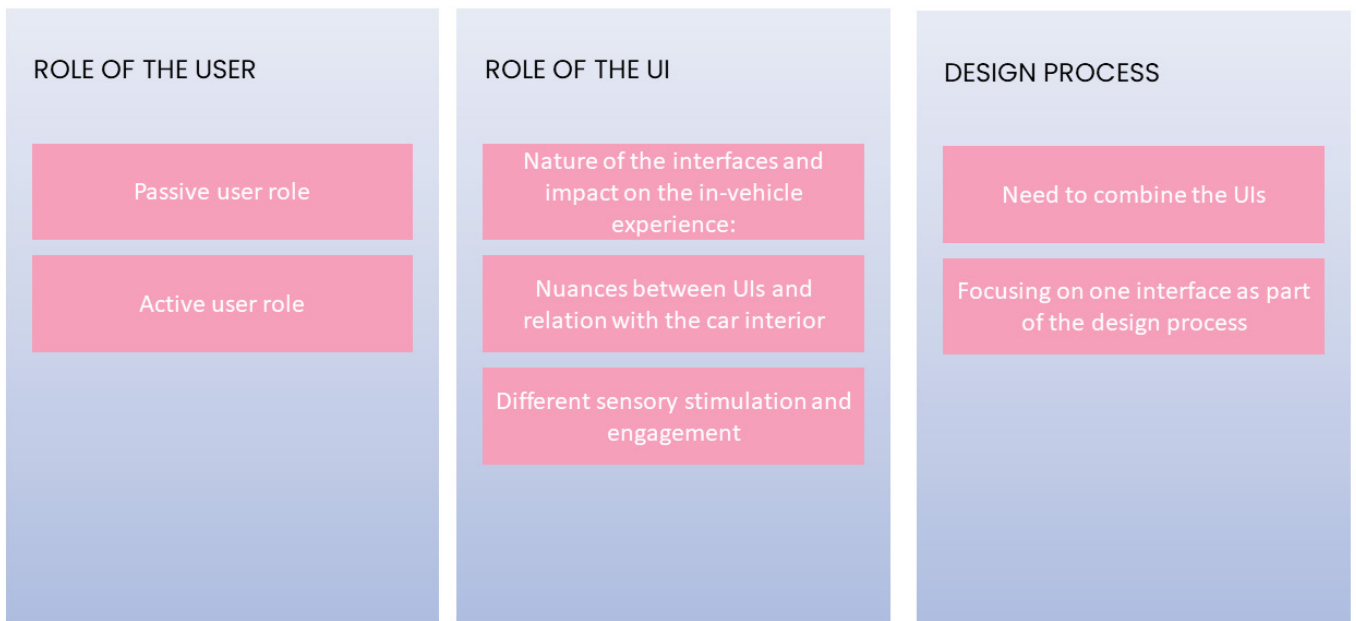 ROLE OF THE USER
Passive user role
Active user role
ROLE OF THE UI
Nature of the interfaces and
impact on the in-vehicle
experience:
Nuances between UIs and
relation with the car interior
Different sensory stimulation and
engagement
DESIGN PROCESS
Need to combine the UIs
Focusing on one interface as part
of the design process